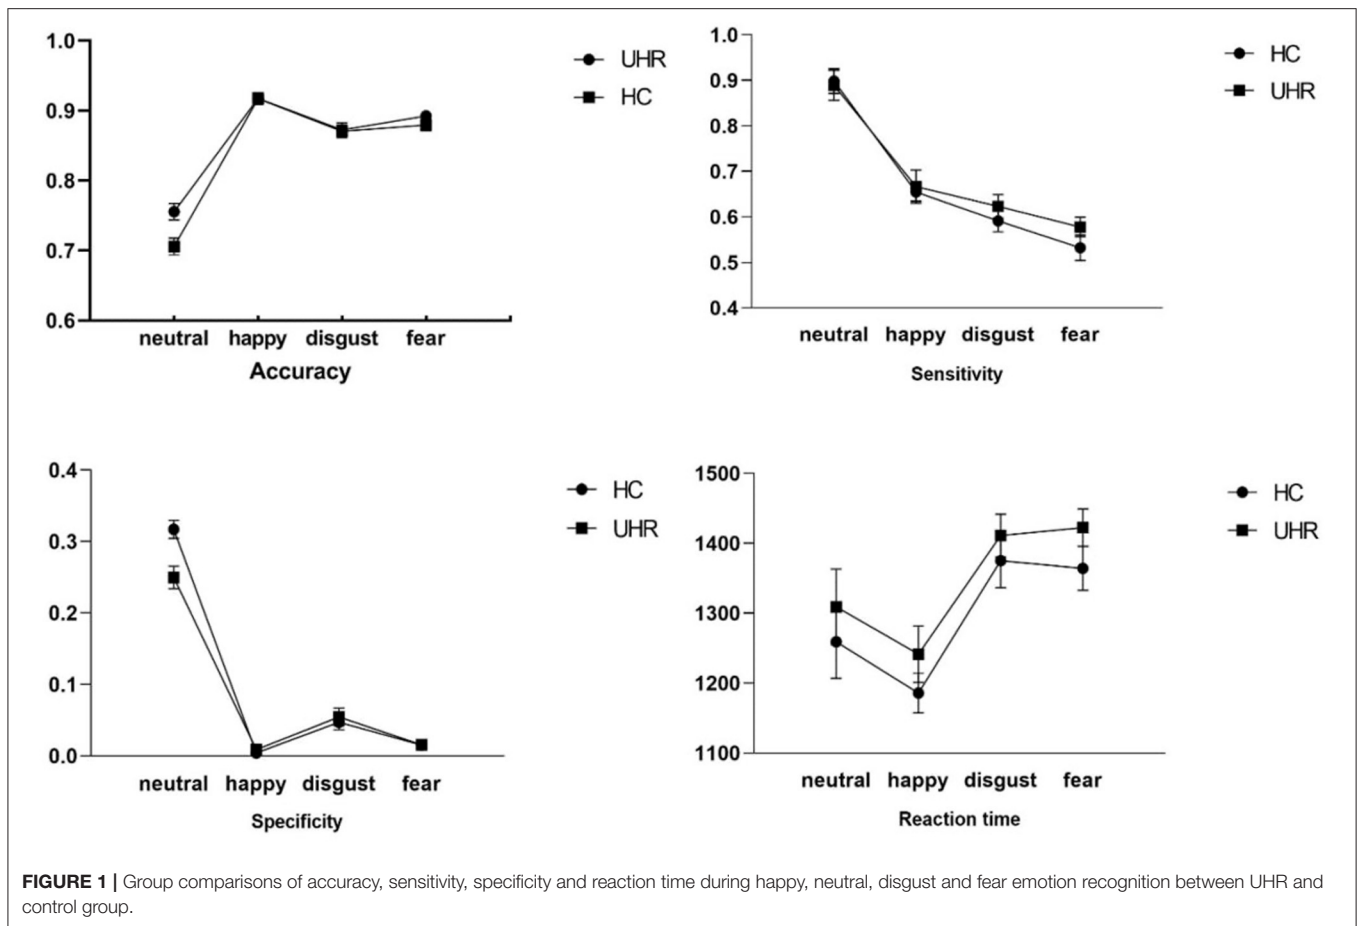 1.0
0.9
0.8
0.7
0.6
neutral happy disgust fear
Accuracy
UHR
HC
1.0
0.9
0.8
0.7
0.6
0.5
0.4
neutral happy disgust fear
Sensitivity
HC
UHR
0.4
0.3
0.2
0.1
0.0
neutral happy disgust fear
Specificity
HC
UHR
1500
1400
1300
1200
1100
neutral happy disgust fear
Reaction time
HC
UHR
FIGURE 1 | Group comparisons of accuracy, sensitivity, specificity and reaction time during happy, neutral, disgust and fear emotion recognition between UHR and
control group.